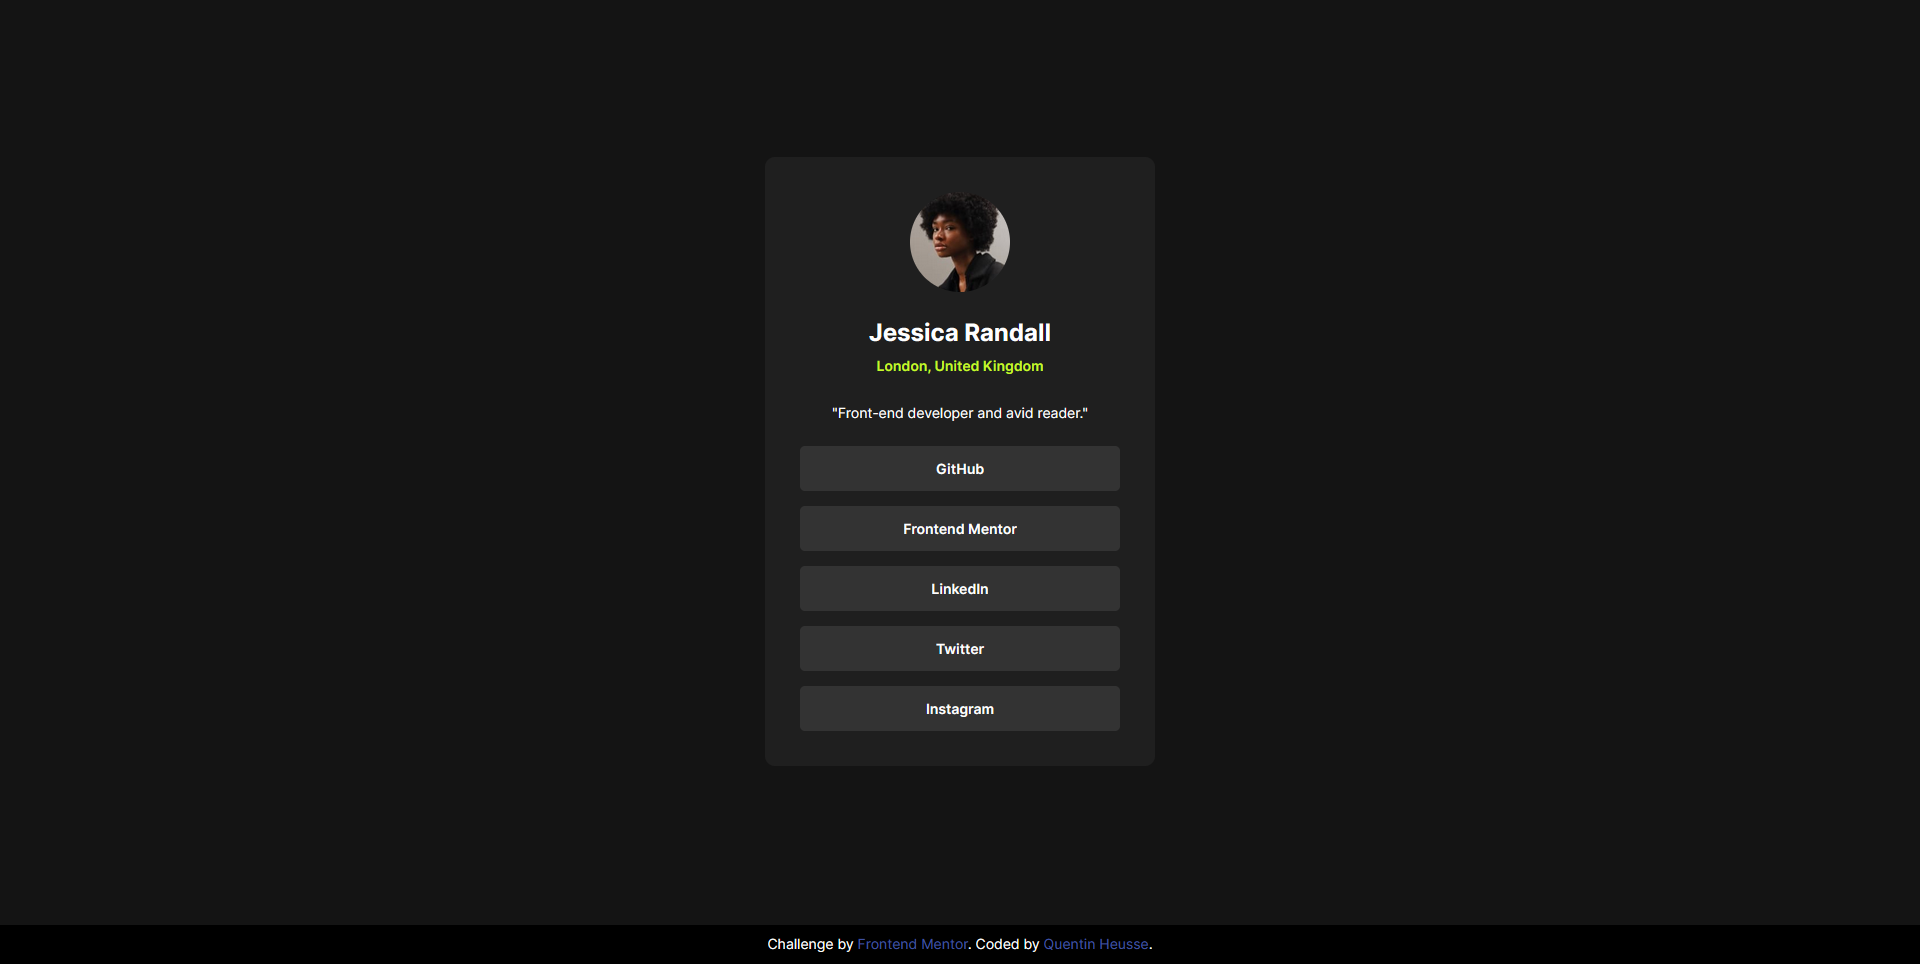 Jessica Randall
London, United Kingdom
"Front-end developer and avid reader."
GitHub
Frontend Mentor
LinkedIn
Twitter
Instagram
Challenge by Frontend Mentor. Coded by Quentin Heusse.